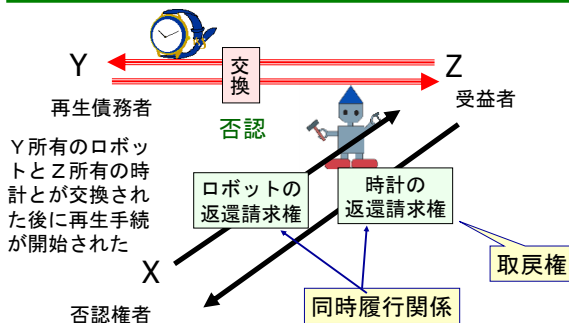 Y
交換
Z
再生債務者
受益者
否認
Y所有のロボッ
トとZ所有の時
計とが交換され
た後に再生手続
が開始された
ロボットの
返還請求権
時計の
返還請求権
取戻権
X
否認権者
同時履行関係